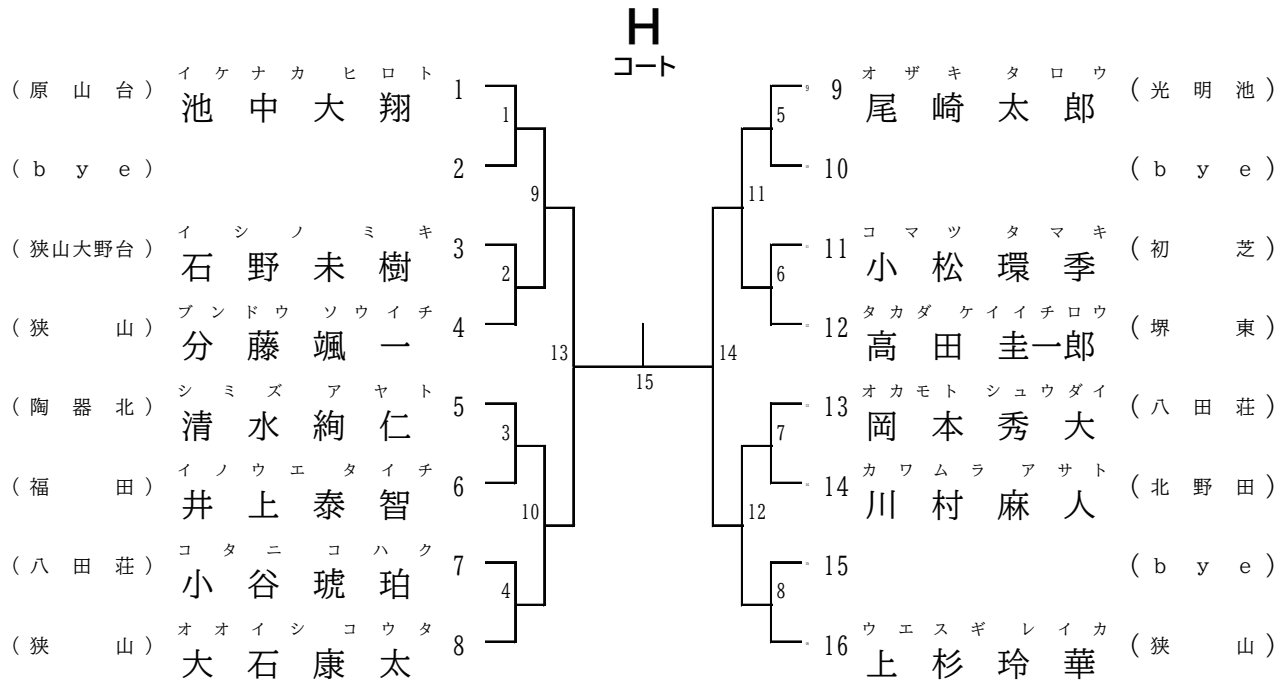 H
コート
イケナカ ヒロト
(原山台) 池中大翔 1
(bye) 2
イシノ ミキ
(狭山大野台) 石野未樹 3
ブンドウ ソウイチ
(狭山) 分藤颯一 4
シミズ アヤト
(陶器北) 清水絢仁 5
イノウエ タイチ
(福田) 井上泰智 6
コタニ コハク
(八田荘) 小谷琥珀 7
オオイシ コウタ
(狭山) 大石康太 8
1
2
3
4
9
10
13
15
14
11
12
5
6
7
8
オザキ タロウ
9 尾崎太郎 (光明池)
10 (bye)
コマツ タマキ
11 小松環季 (初芝)
タカダ ケイイチロウ
12 高田圭一郎 (堺東)
オカモト シュウダイ
13 岡本秀大 (八田荘)
カワムラ アサト
14 川村麻人 (北野田)
15 (bye)
ウエスギ レイカ
16 上杉玲華 (狭山)